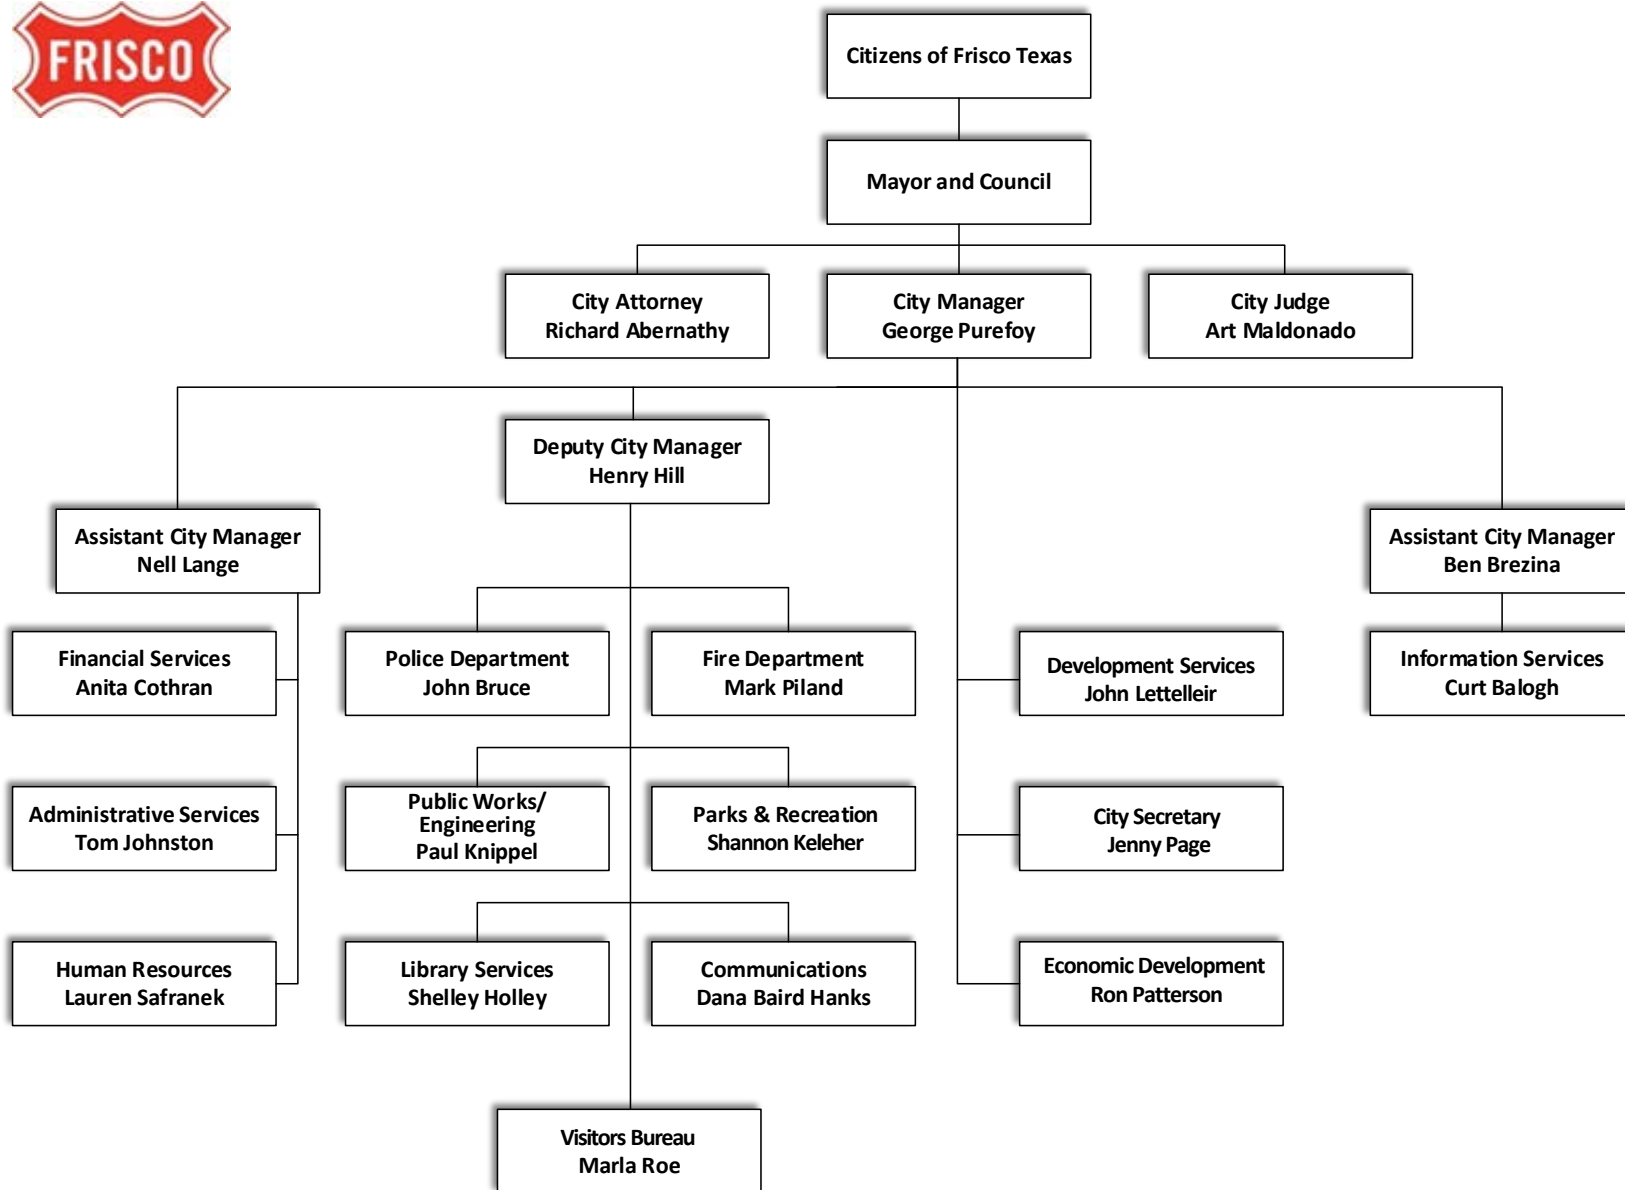 FRISCO
Citizens of Frisco Texas
Mayor and Council
City Attorney
Richard Abernathy
City Manager
George Purefoy
City Judge
Art Maldonado
Deputy City Manager
Henry Hill
Assistant City Manager
Nell Lange
Assistant City Manager
Ben Brezina
Financial Services
Anita Cothran
Police Department
John Bruce
Fire Department
Mark Piland
Development Services
John Lettelleir
Information Services
Curt Balogh
Administrative Services
Tom Johnston
Public Works/
Engineering
Paul Knippel
Parks & Recreation
Shannon Keleher
City Secretary
Jenny Page
Human Resources
Lauren Safranek
Library Services
Shelley Holley
Communications
Dana Baird Hanks
Economic Development
Ron Patterson
Visitors Bureau
Marla Roe